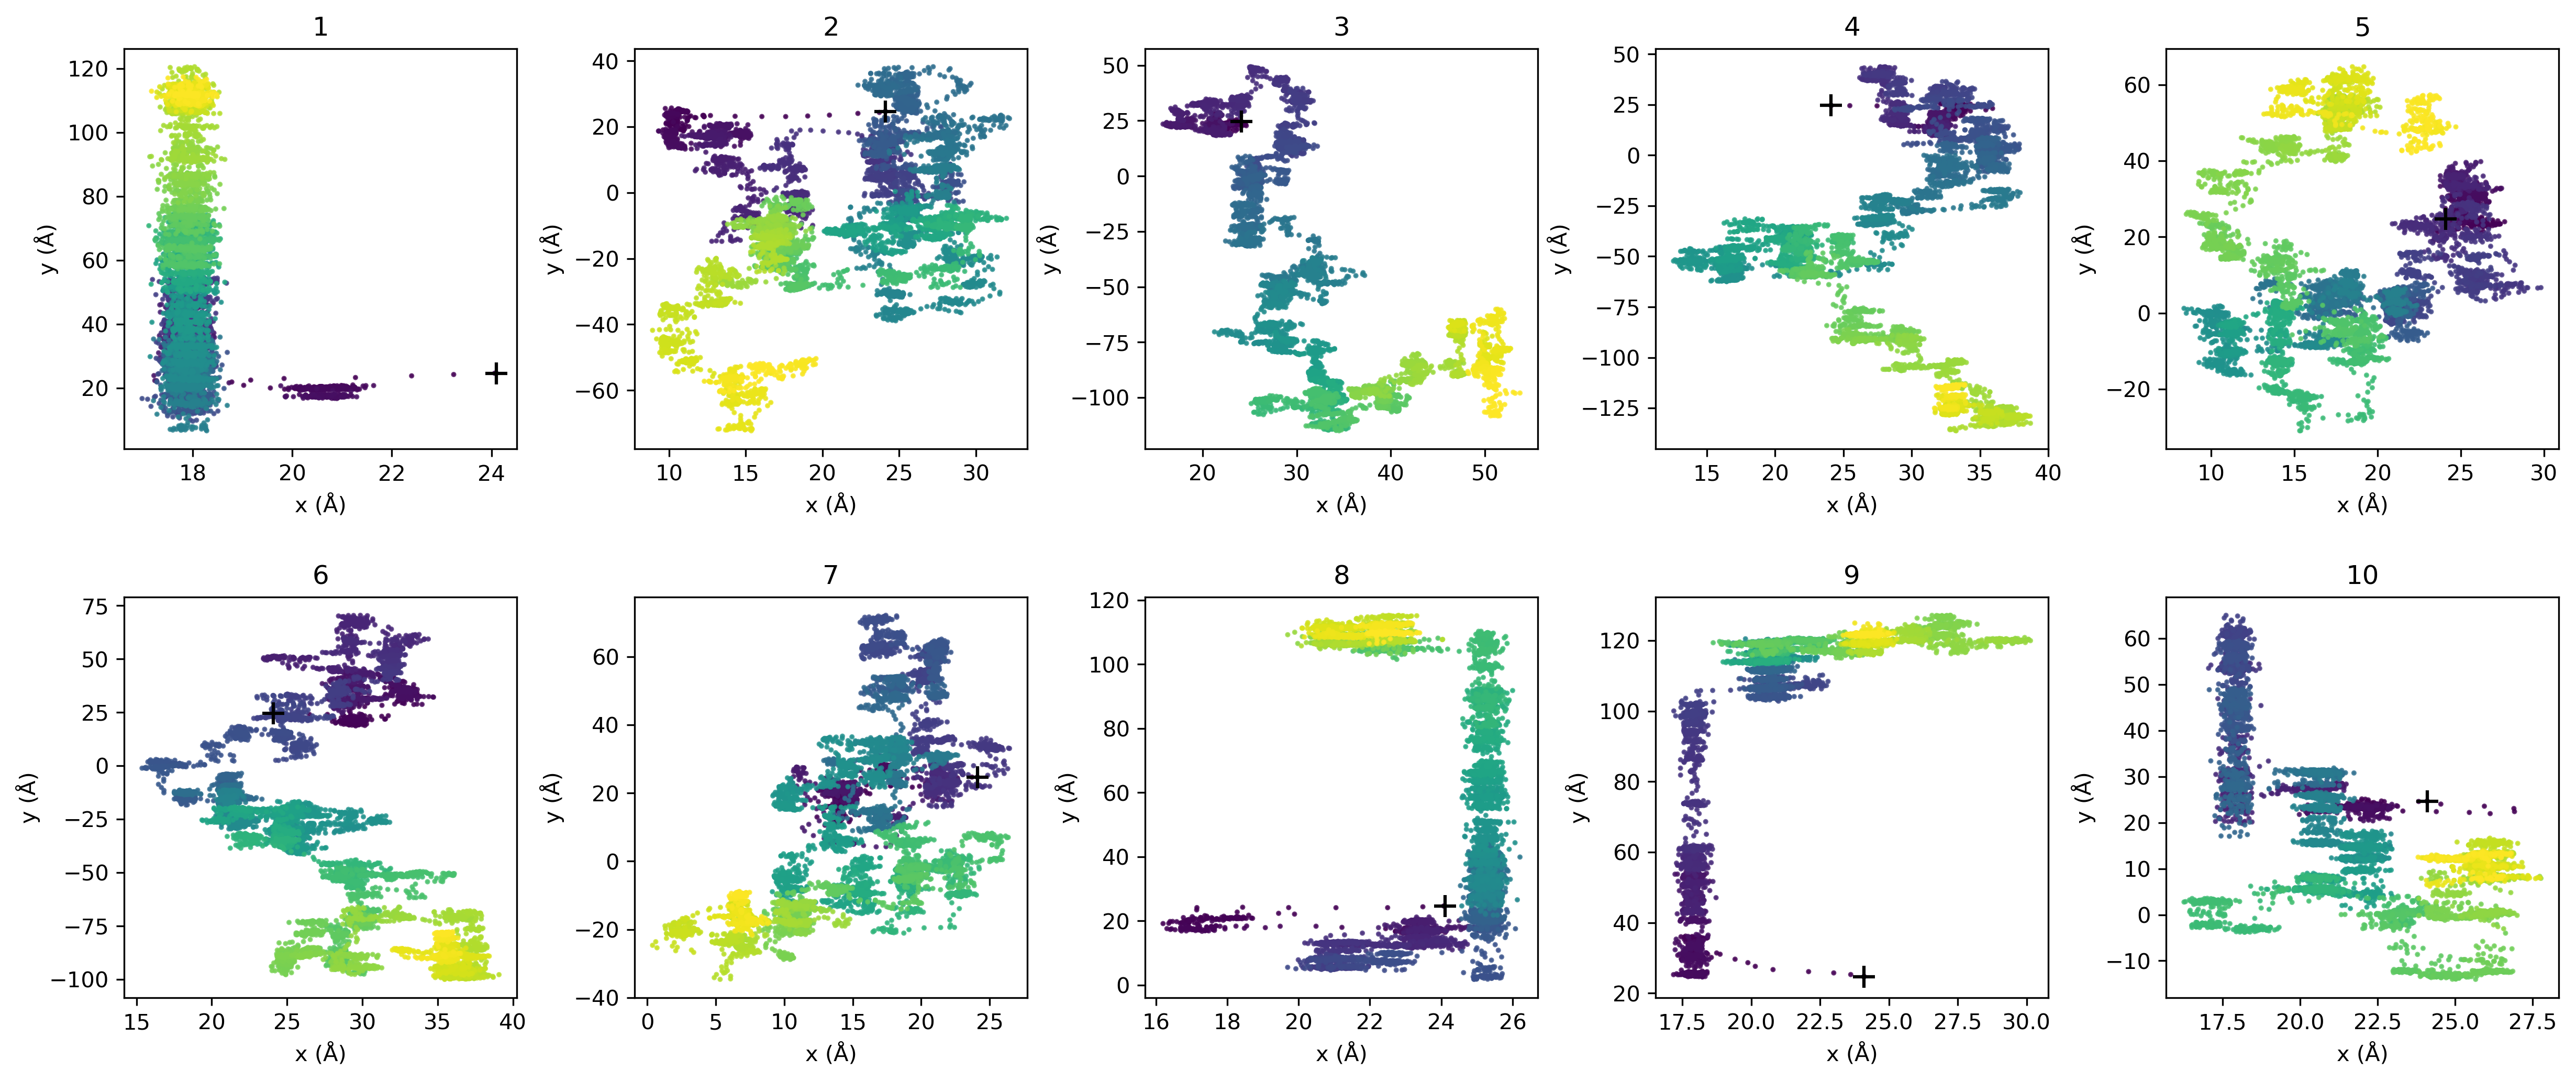 1 2 3 4 5
120 100 80 60 40 20
y (Å)
18 20 22 24
x (Å)
40 20 0 −20 −40 −60
y (Å)
10 15 20 25 30
x (Å)
50 25 0 −25 −50 −75 −100
y (Å)
20 30 40 50
x (Å)
50 25 0 −25 −50 −75 −100 −125
y (Å)
15 20 25 30 35 40
x (Å)
60 40 20 0 −20
y (Å)
10 15 20 25 30
x (Å)
6 7 8 9 10
75 50 25 0 −25 −50 −75 −100
y (Å)
15 20 25 30 35 40
x (Å)
60 40 20 0 −20 −40
y (Å)
0 5 10 15 20 25
x (Å)
120 100 80 60 40 20 0
y (Å)
16 18 20 22 24 26
x (Å)
120 100 80 60 40 20
y (Å)
17.5 20.0 22.5 25.0 27.5 30.0
x (Å)
60 50 40 30 20 10 0 −10
y (Å)
17.5 20.0 22.5 25.0 27.5
x (Å)